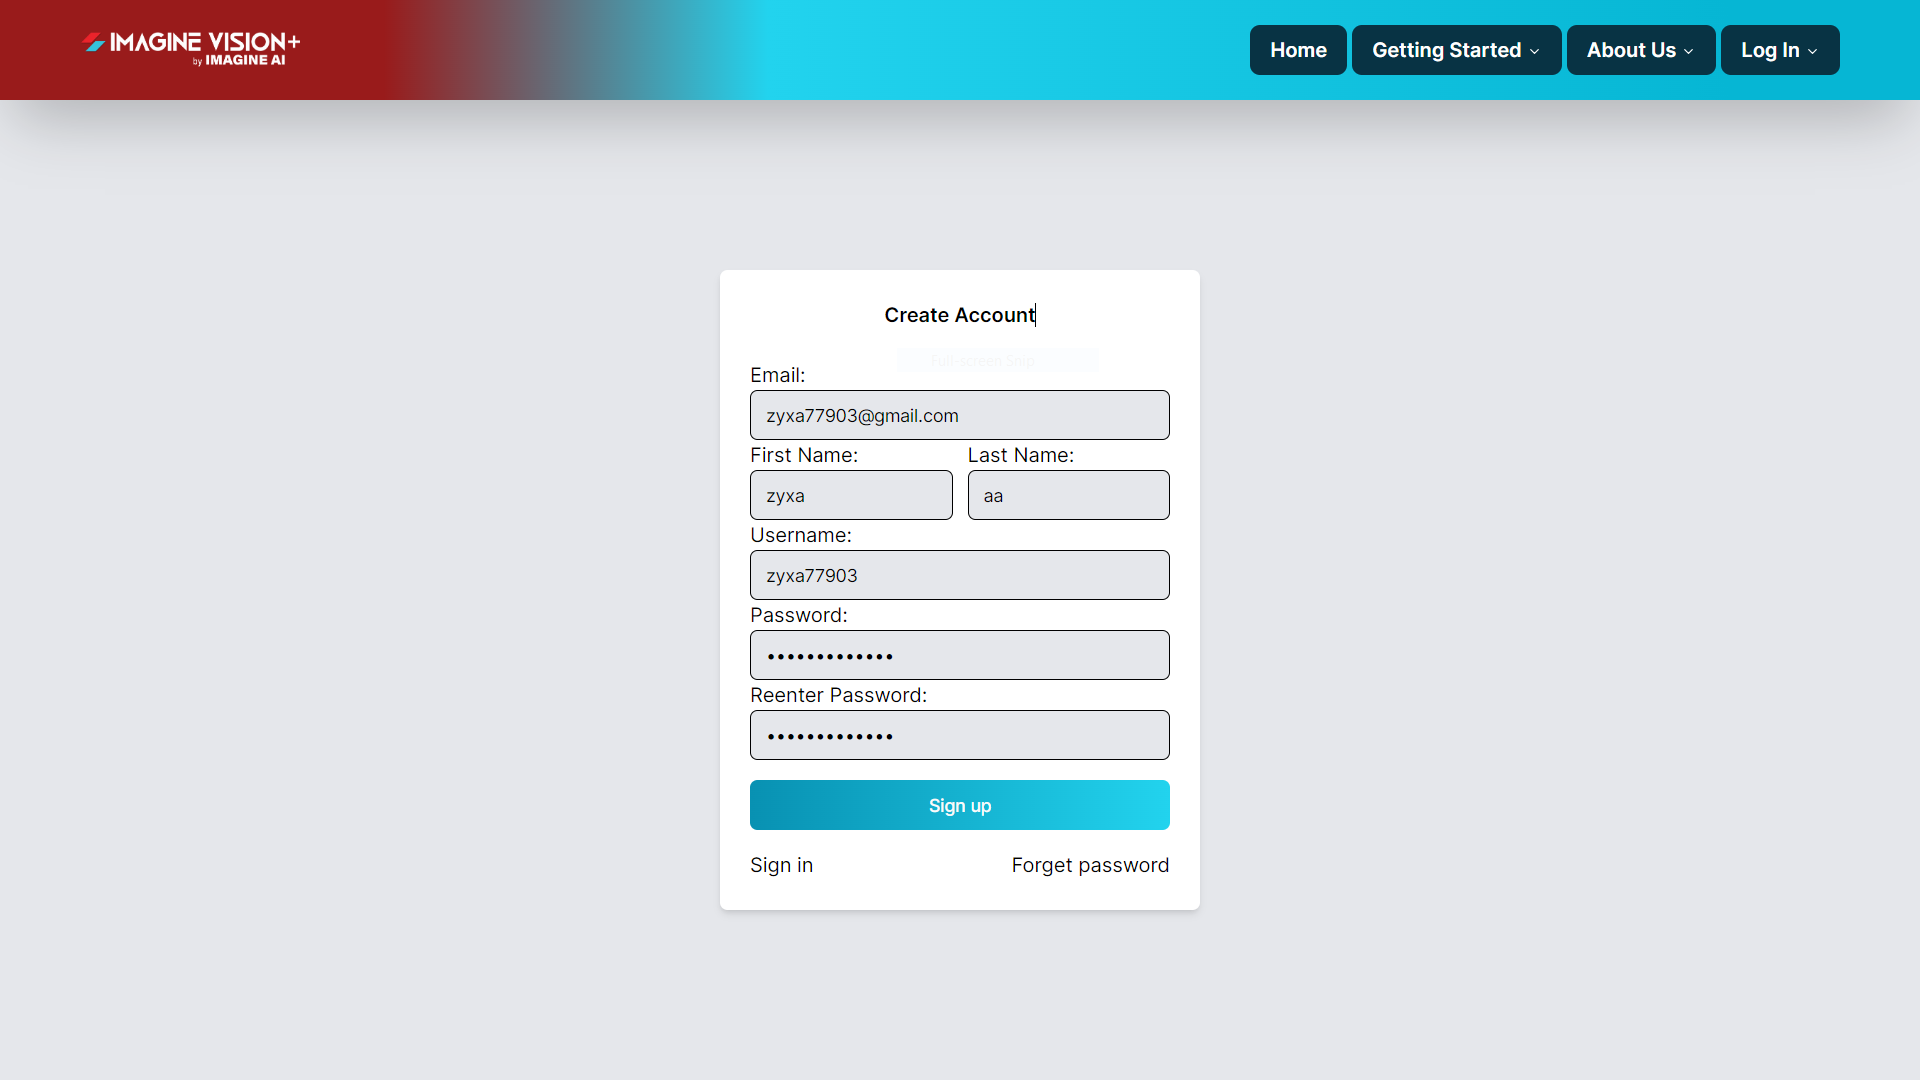 IMAGINE VISION+
by IMAGINE AI
Home
Getting Started
About Us
Log In
Create Account
Full-screen Snip
Email:
zyxa77903@gmail.com
First Name: Last Name:
zyxa aa
Username:
zyxa77903
Password:
•••••••••••••
Reenter Password:
•••••••••••••
Sign up
Sign in Forget password